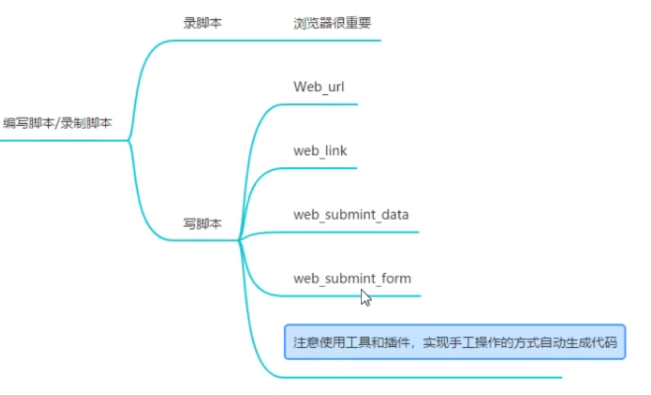 录脚本
浏览器很重要
编写脚本/录制脚本
Web_url
web_link
写脚本
web_submint_data
web_submint_form
注意使用工具和插件，实现手工操作的方式自动生成代码